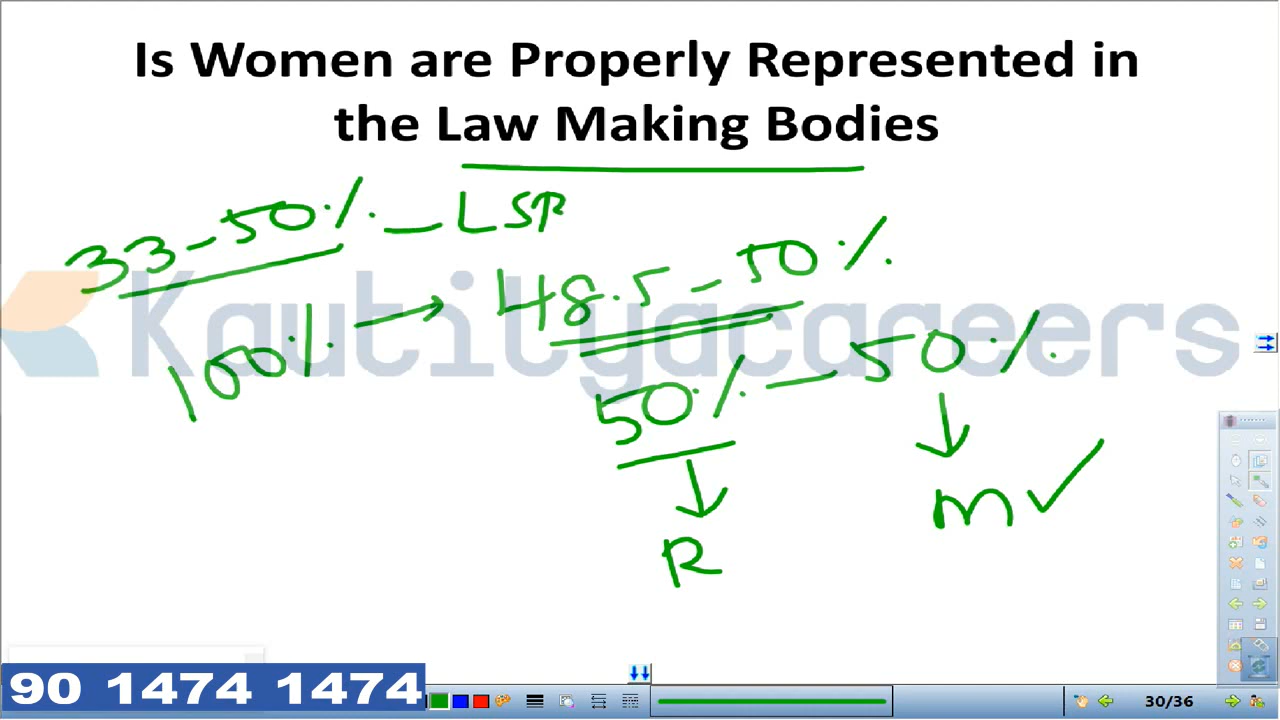 Is Women are Properly Represented in
the Law Making Bodies
33-50% - LSR
100% → 48.5-50%
Kautilyacareers
50% - 50%
R
m✓
90 1474 1474
30/36